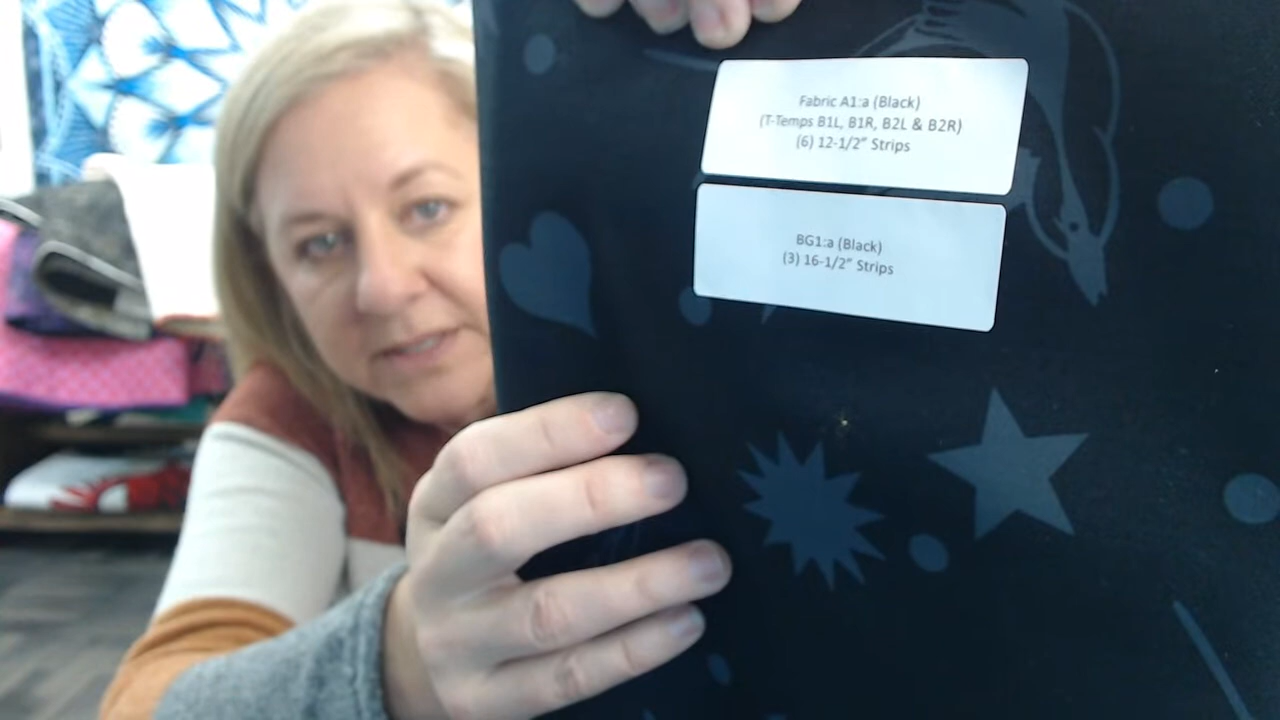 Fabric A1:a (Black)
(T-Temps B1L, B1R, B2L & B2R)
(6) 12-1/2" Strips
BG1:a (Black)
(3) 16-1/2" Strips